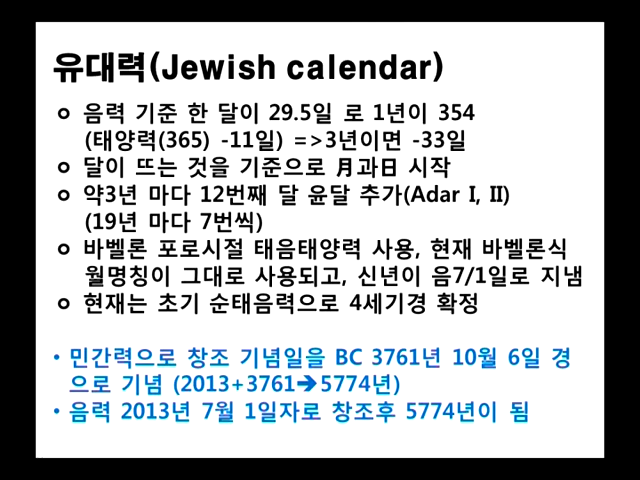 유대력(Jewish calendar)
음력 기준 한 달이 29.5일 로 1년이 354
(태양력(365) -11일) =>3년이면 -33일
달이 뜨는 것을 기준으로 月과日 시작
약3년 마다 12번째 달 윤달 추가(Adar I, II)
(19년 마다 7번씩)
바벨론 포로시절 태음태양력 사용, 현재 바벨론식
월명칭이 그대로 사용되고, 신년이 음7/1일로 지냄
현재는 초기 순태음력으로 4세기경 확정
• 민간력으로 창조 기념일을 BC 3761년 10월 6일 경
으로 기념 (2013+3761➔5774년)
• 음력 2013년 7월 1일자로 창조후 5774년이 됨